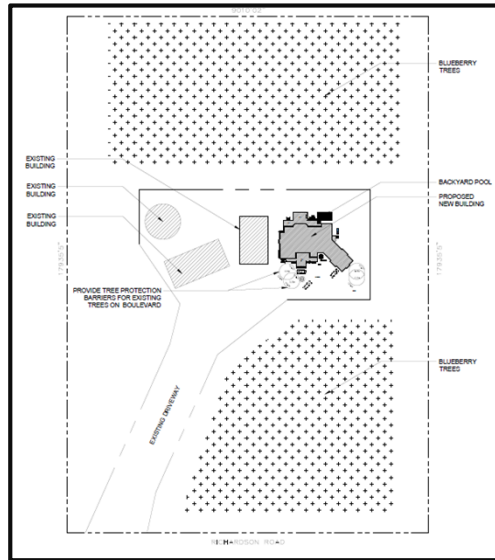 BLUEBERRY
TREES
EXISTING
BUILDING
BACKYARD POOL
EXISTING
BUILDING
PROPOSED
NEW BUILDING
EXISTING
BUILDING
PROVIDE TREE PROTECTION
BARRIERS FOR EXISTING
TREES ON BOULEVARD
BLUEBERRY
TREES
EXISTING DRIVEWAY
RICHARDSON ROAD